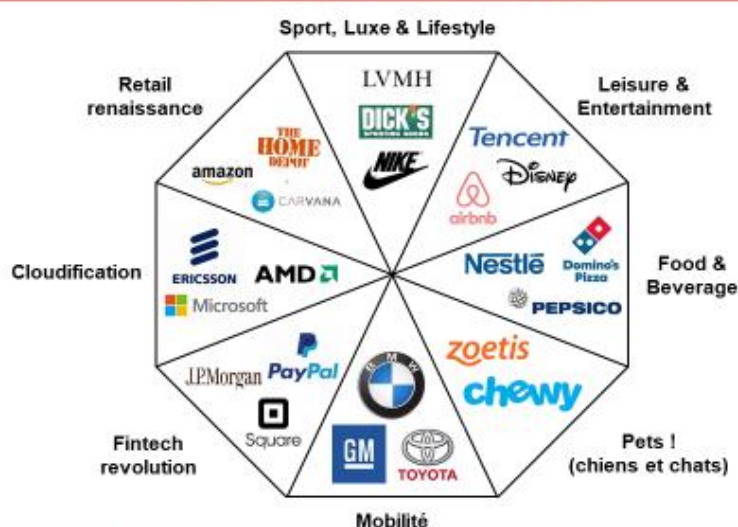 Sport, Luxe & Lifestyle
LVMH
DICK'S
SPORTING GOODS
NIKE
Leisure &
Entertainment
Tencent
DISNEY
airbnb
Food &
Beverage
Nestlé
Domino's
Pizza
PEPSICO
Pets !
(chiens et chats)
zoetis
chewy
Mobilité
BMW
GM
TOYOTA
Fintech
revolution
J.P.Morgan
PayPal
Square
Cloudification
ERICSSON
AMD
Microsoft
Retail
renaissance
THE
HOME
DEPOT
amazon
CARVANA